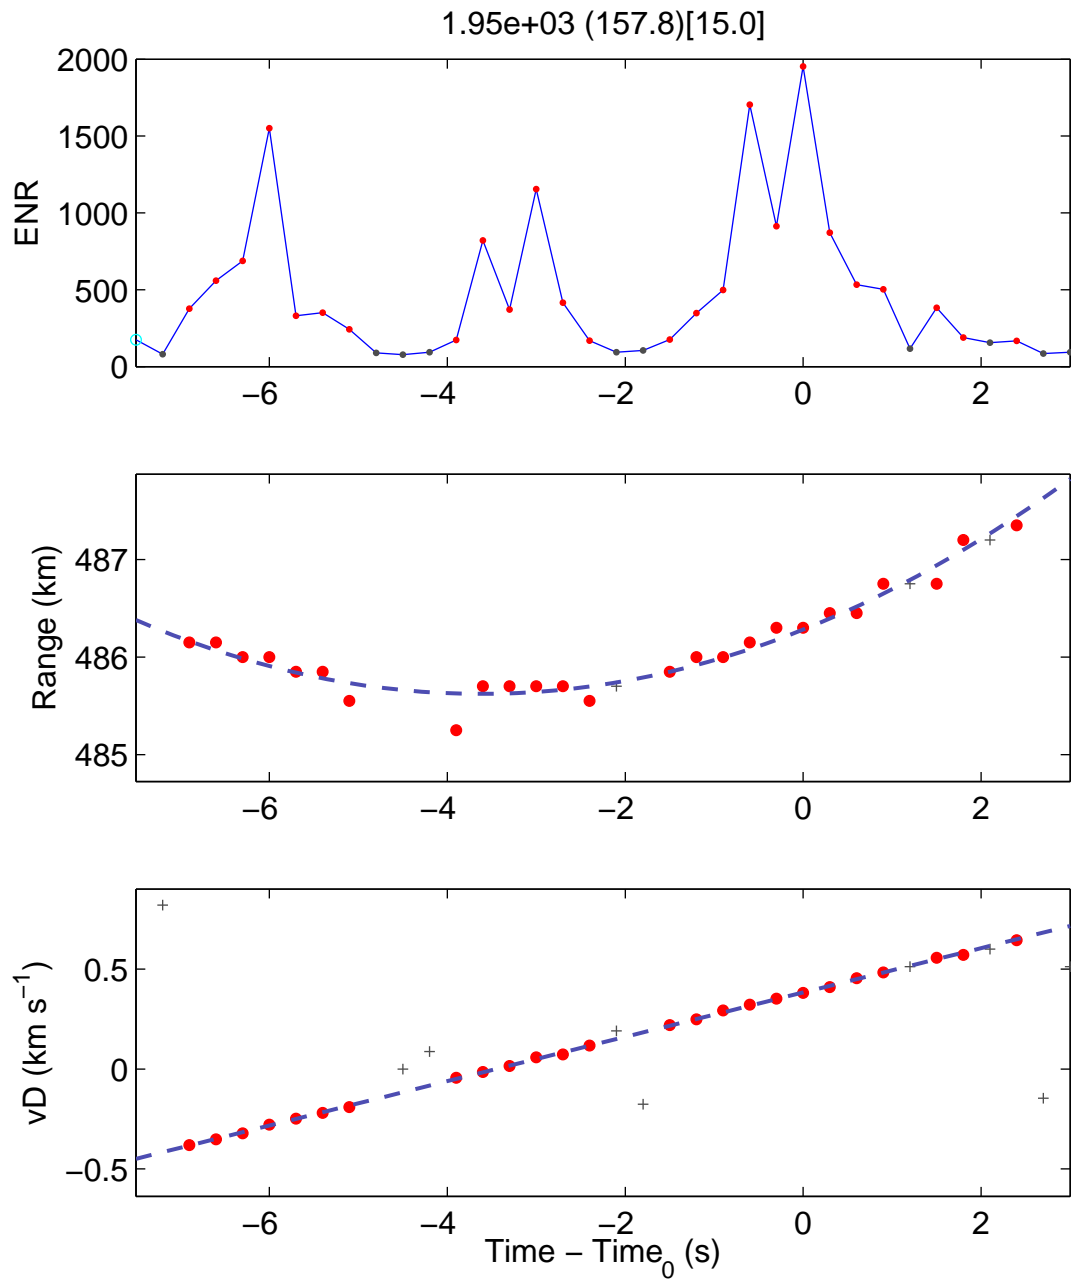 1.95e+03 (157.8)[15.0]
2000
1500
1000
500
0
ENR
−6 −4 −2 0 2
487
486
485
Range (km)
−6 −4 −2 0 2
0.5
0
−0.5
vD (km s⁻¹)
−6 −4 −2 0 2
Time − Time₀ (s)